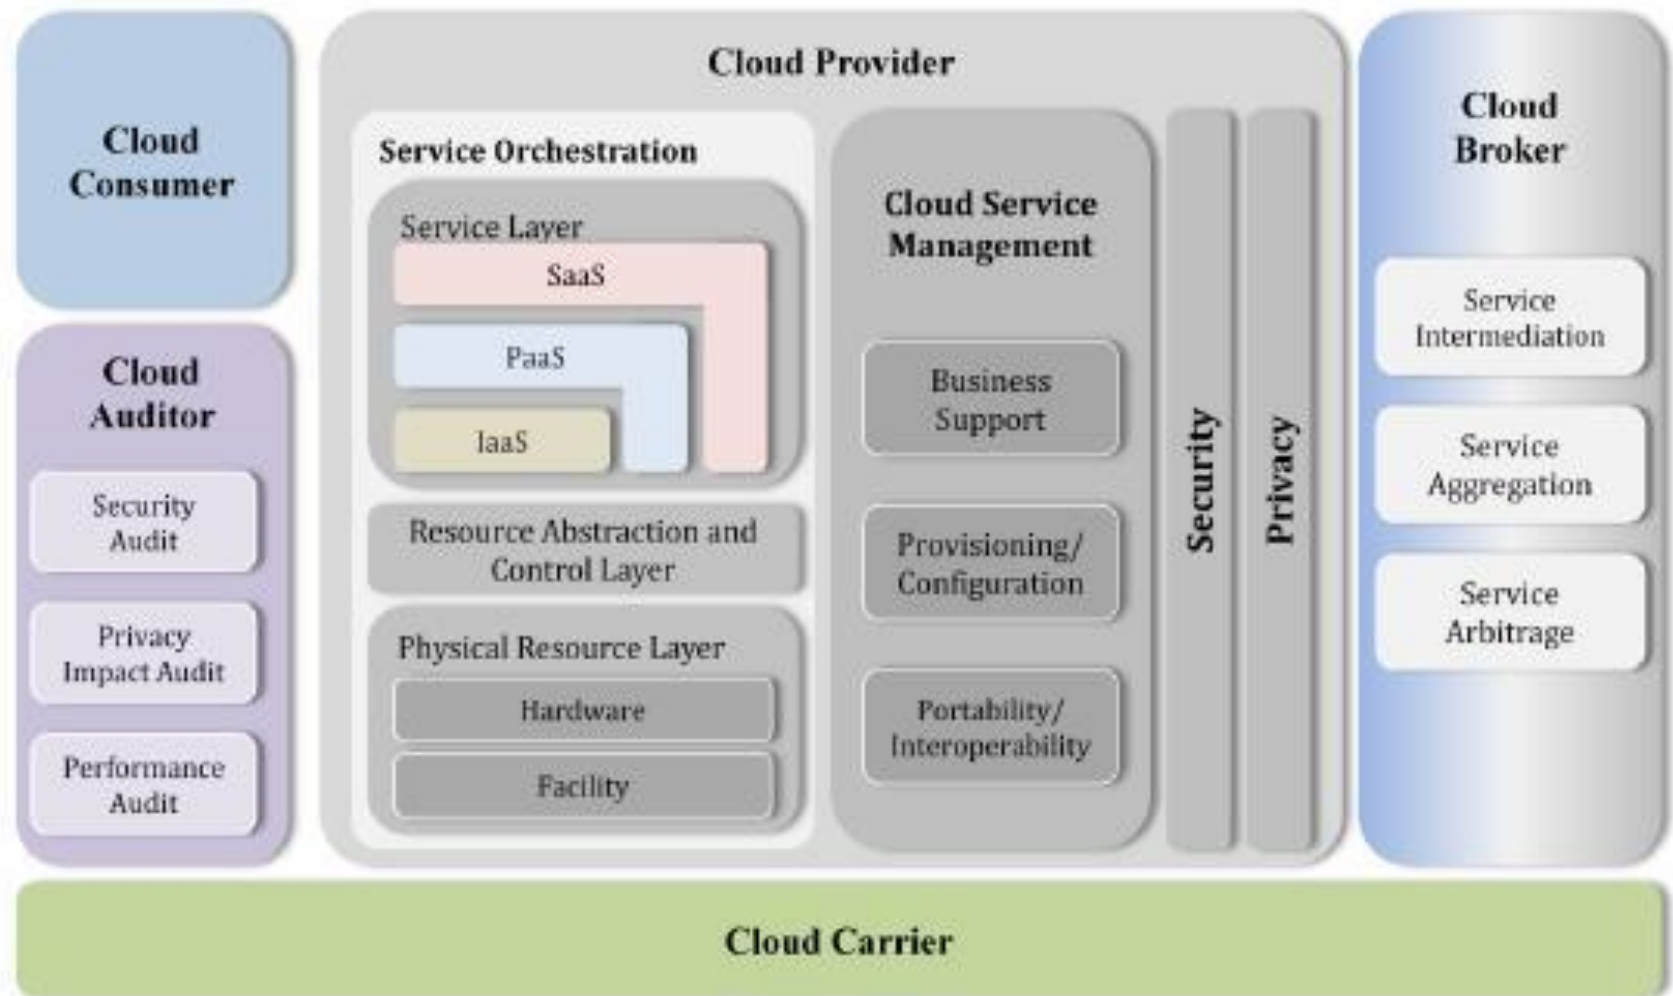 Cloud
Consumer
Cloud
Auditor
Security
Audit
Privacy
Impact Audit
Performance
Audit
Cloud Provider
Service Orchestration
Service Layer
SaaS
PaaS
IaaS
Resource Abstraction and
Control Layer
Physical Resource Layer
Hardware
Facility
Cloud Service
Management
Business
Support
Provisioning/
Configuration
Portability/
Interoperability
Security
Privacy
Cloud
Broker
Service
Intermediation
Service
Aggregation
Service
Arbitrage
Cloud Carrier